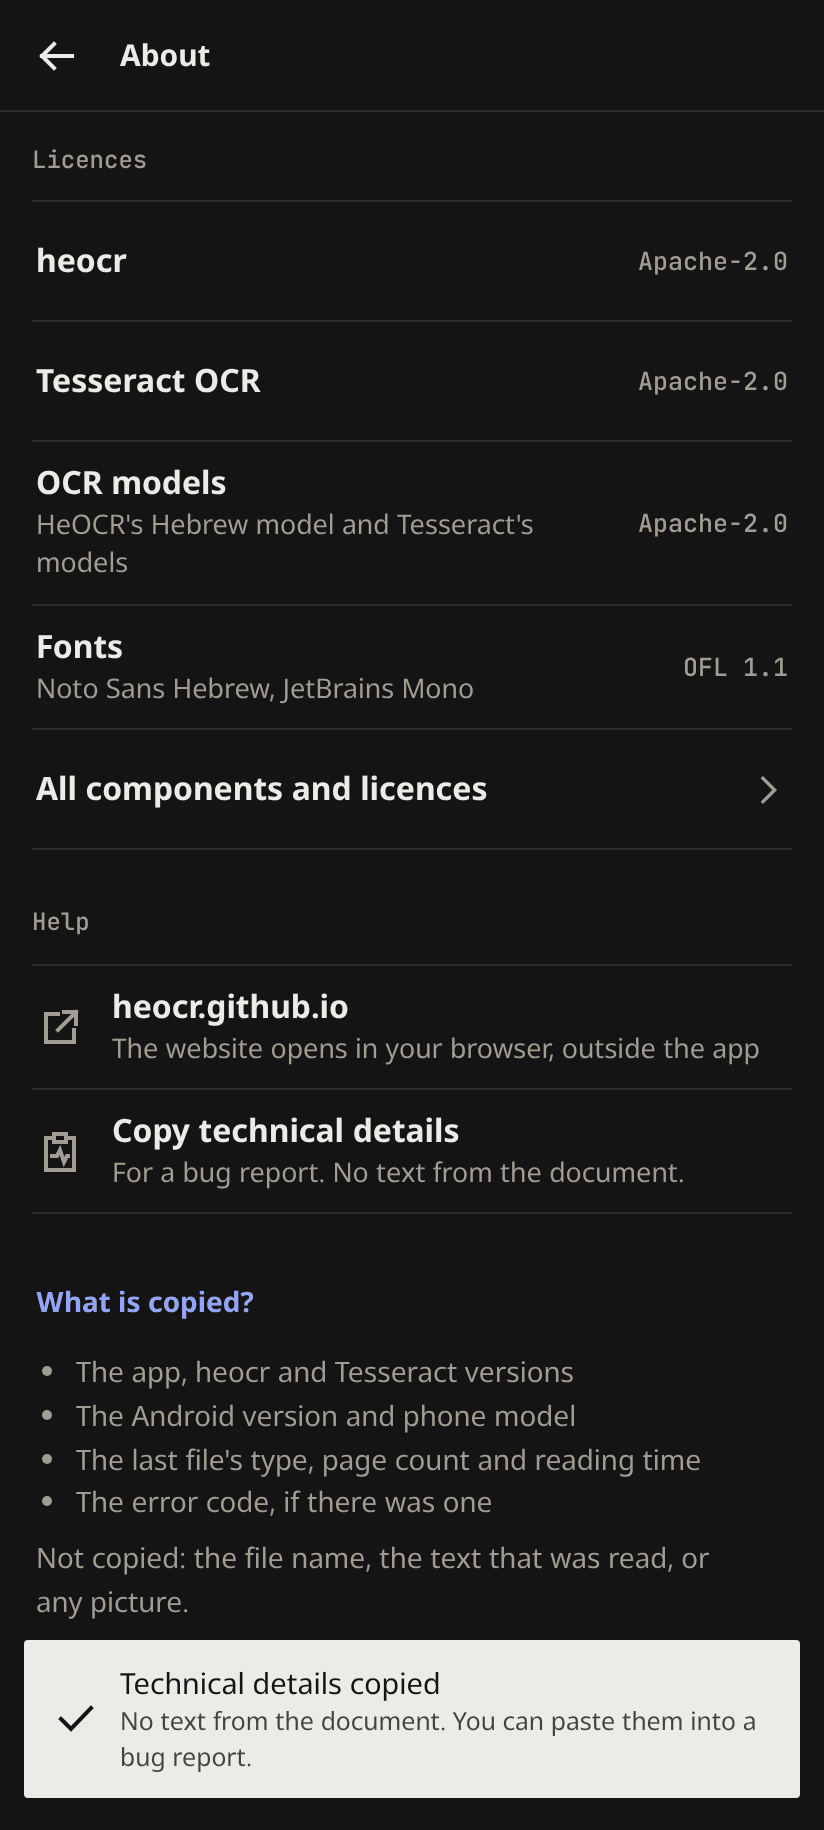 About
Licences
heocr Apache-2.0
Tesseract OCR Apache-2.0
OCR models
HeOCR's Hebrew model and Tesseract's
models
Apache-2.0
Fonts
Noto Sans Hebrew, JetBrains Mono
OFL 1.1
All components and licences
Help
heocr.github.io
The website opens in your browser, outside the app
Copy technical details
For a bug report. No text from the document.
What is copied?
• The app, heocr and Tesseract versions
• The Android version and phone model
• The last file's type, page count and reading time
• The error code, if there was one
Not copied: the file name, the text that was read, or
any picture.
Technical details copied
No text from the document. You can paste them into a
bug report.